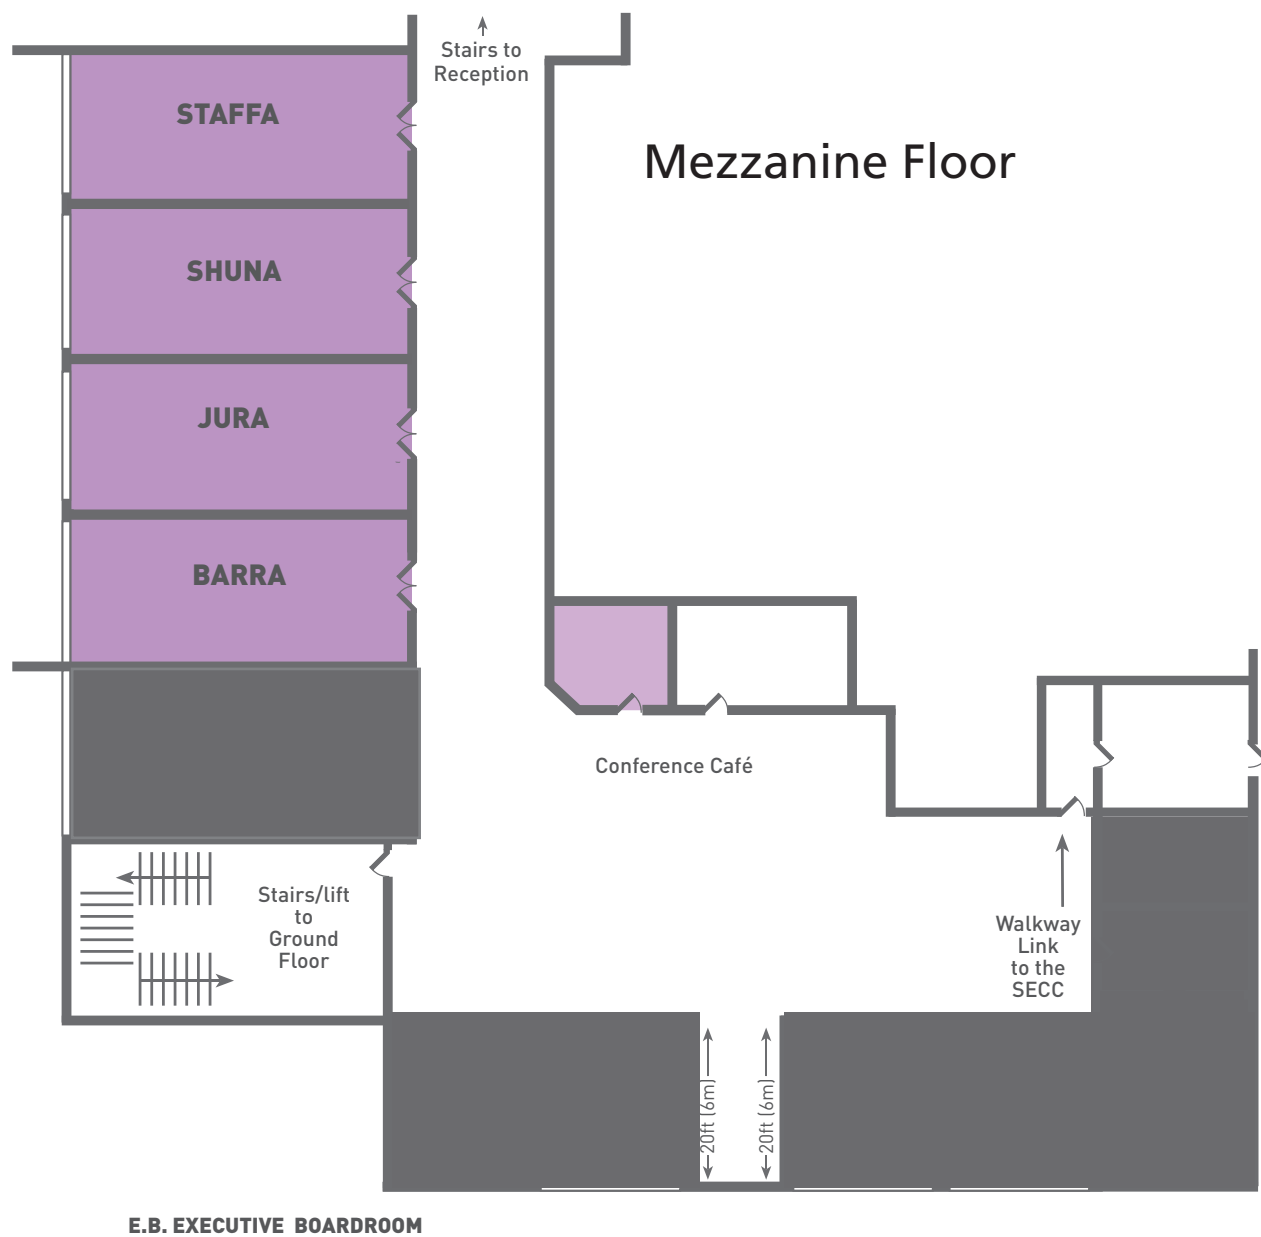 Stairs to
Reception
STAFFA
Mezzanine Floor
SHUNA
JURA
BARRA
Conference Café
Stairs/lift
to
Ground
Floor
Walkway
Link
to the
SECC
20ft (6m)
20ft (6m)
E.B. EXECUTIVE BOARDROOM